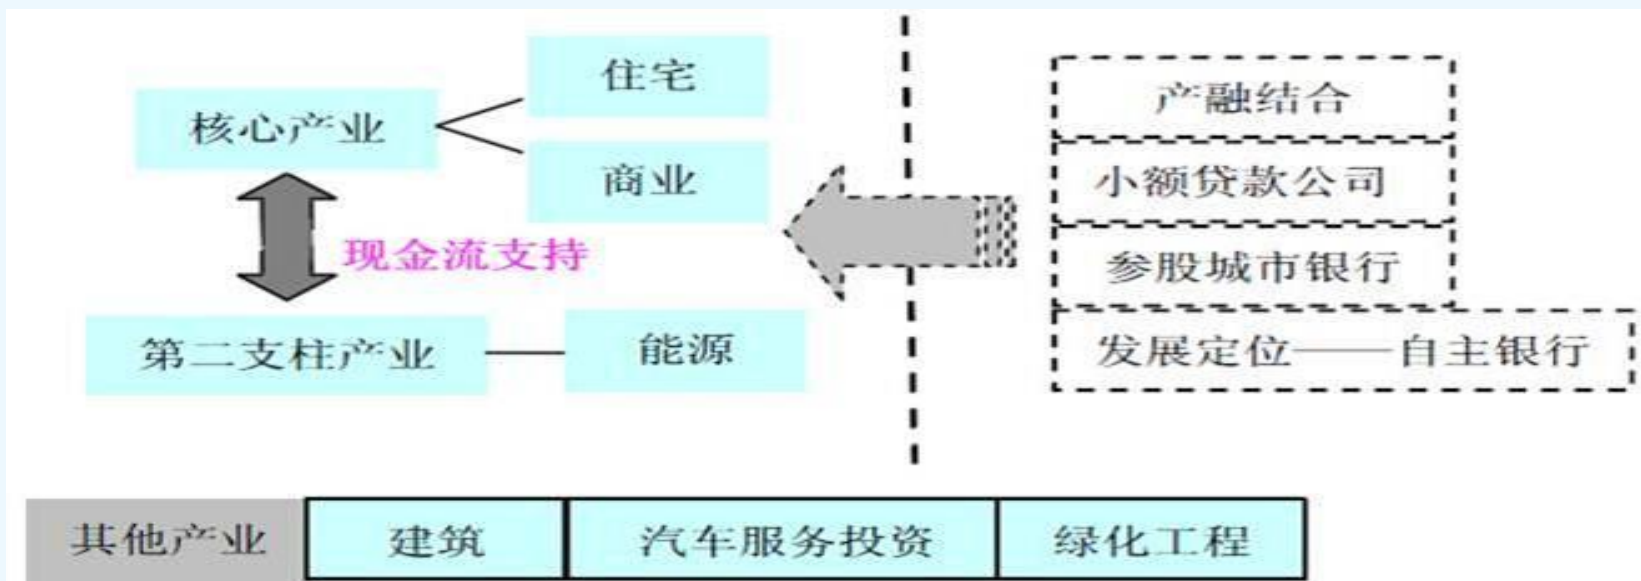 住宅
核心产业
商业
现金流支持
第二支柱产业
能源
产融结合
小额贷款公司
参股城市银行
发展定位——自主银行
其他产业
建筑
汽车服务投资
绿化工程